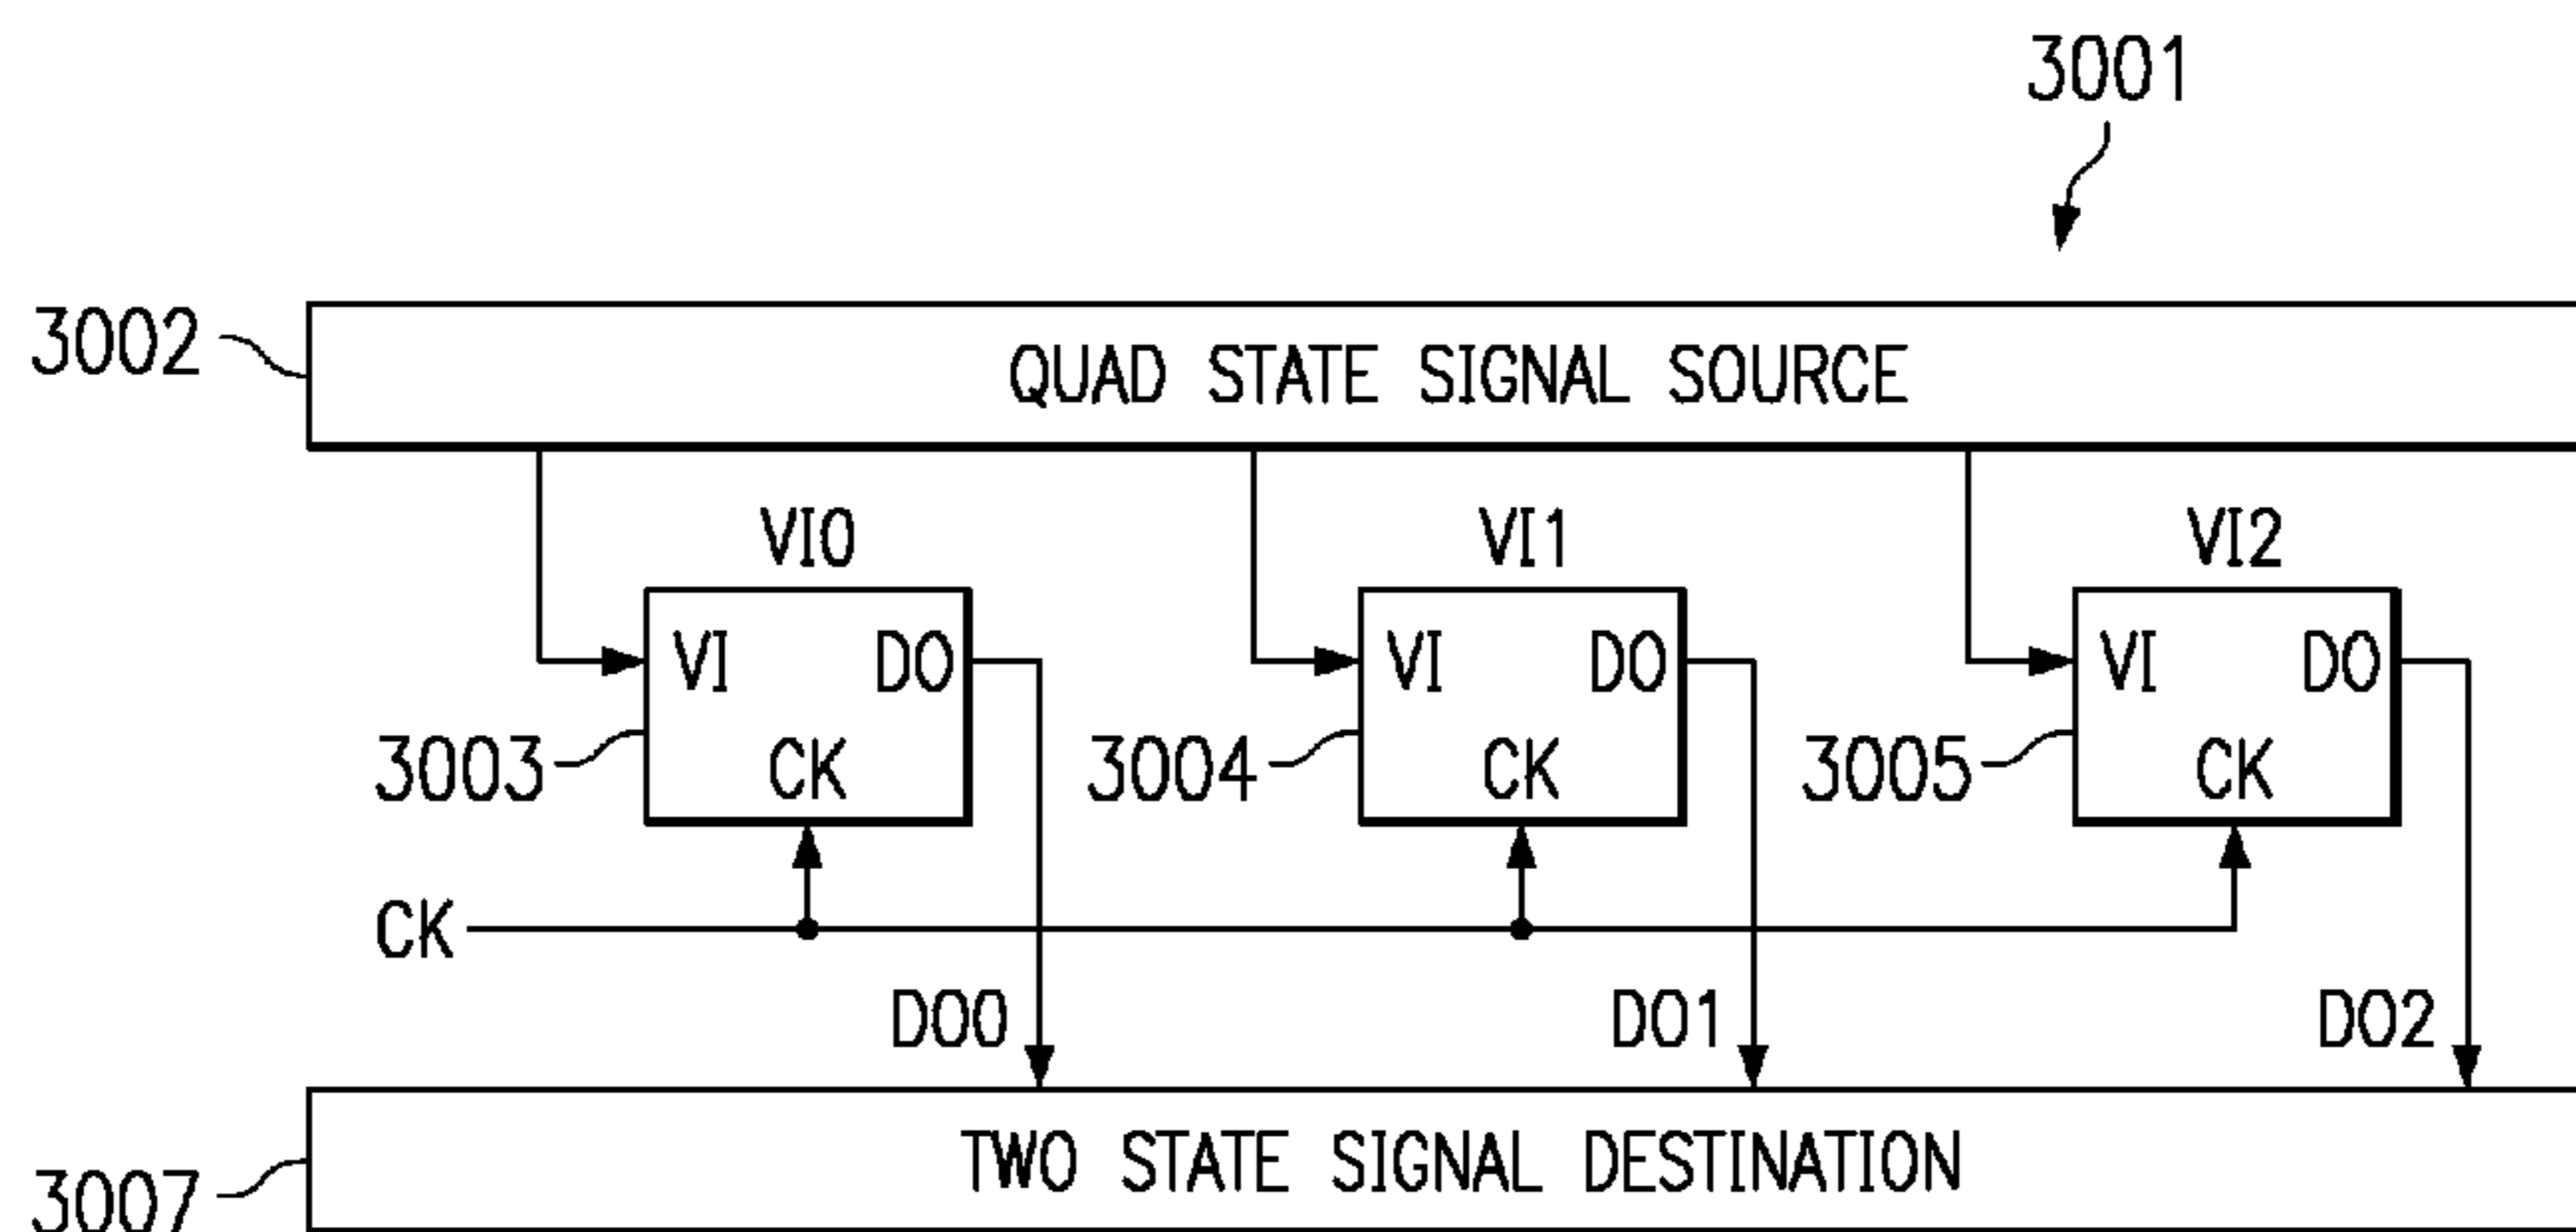 3001
3002
QUAD STATE SIGNAL SOURCE
VI0 VI1 VI2
VI DO VI DO VI DO
3003 CK 3004 CK 3005 CK
CK
DO0 DO1 DO2
TWO STATE SIGNAL DESTINATION
3007